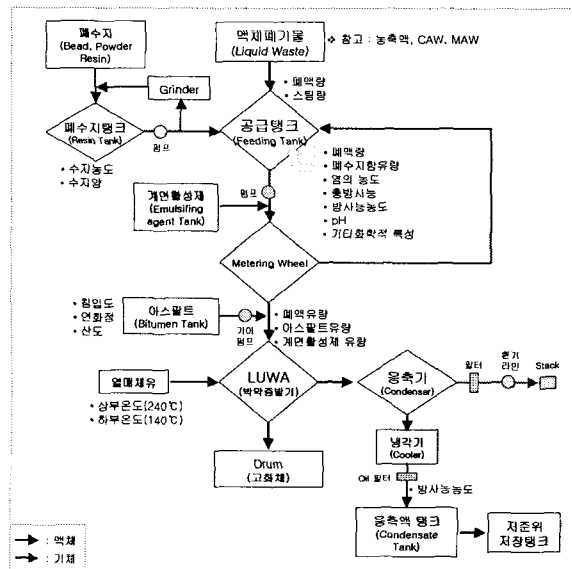 폐수지
(Bead, Powder
Resin)
액체폐기물
(Liquid Waste)
※ 참고 : 농축액, CAW, MAW
Grinder
• 폐액량
• 스팀량
폐수지탱크
(Resin Tank)
펌프
공급탱크
(Feeding Tank)
• 수지농도
• 수지양
• 폐액량
• 폐수지함유량
• 염의 농도
• 총방사능
• 방사능농도
• pH
• 기타화학적 특성
계면활성제
(Emulsifing
agent Tank)
펌프
Metering Wheel
• 침입도
• 연화점
• 산도
아스팔트
(Bitumen Tank)
기어
펌프
• 폐액유량
• 아스팔트유량
• 계면활성제 유량
열매체유
LUWA
(박막증발기)
응축기
(Condenser)
필터
환기
라인
Stack
• 상부온도(240℃)
• 하부온도(140℃)
냉각기
(Cooler)
Drum
(고화체)
Oil 필터
• 방사능농도
응축액 탱크
(Condensate
Tank)
저준위
저장탱크
: 액체
: 기체